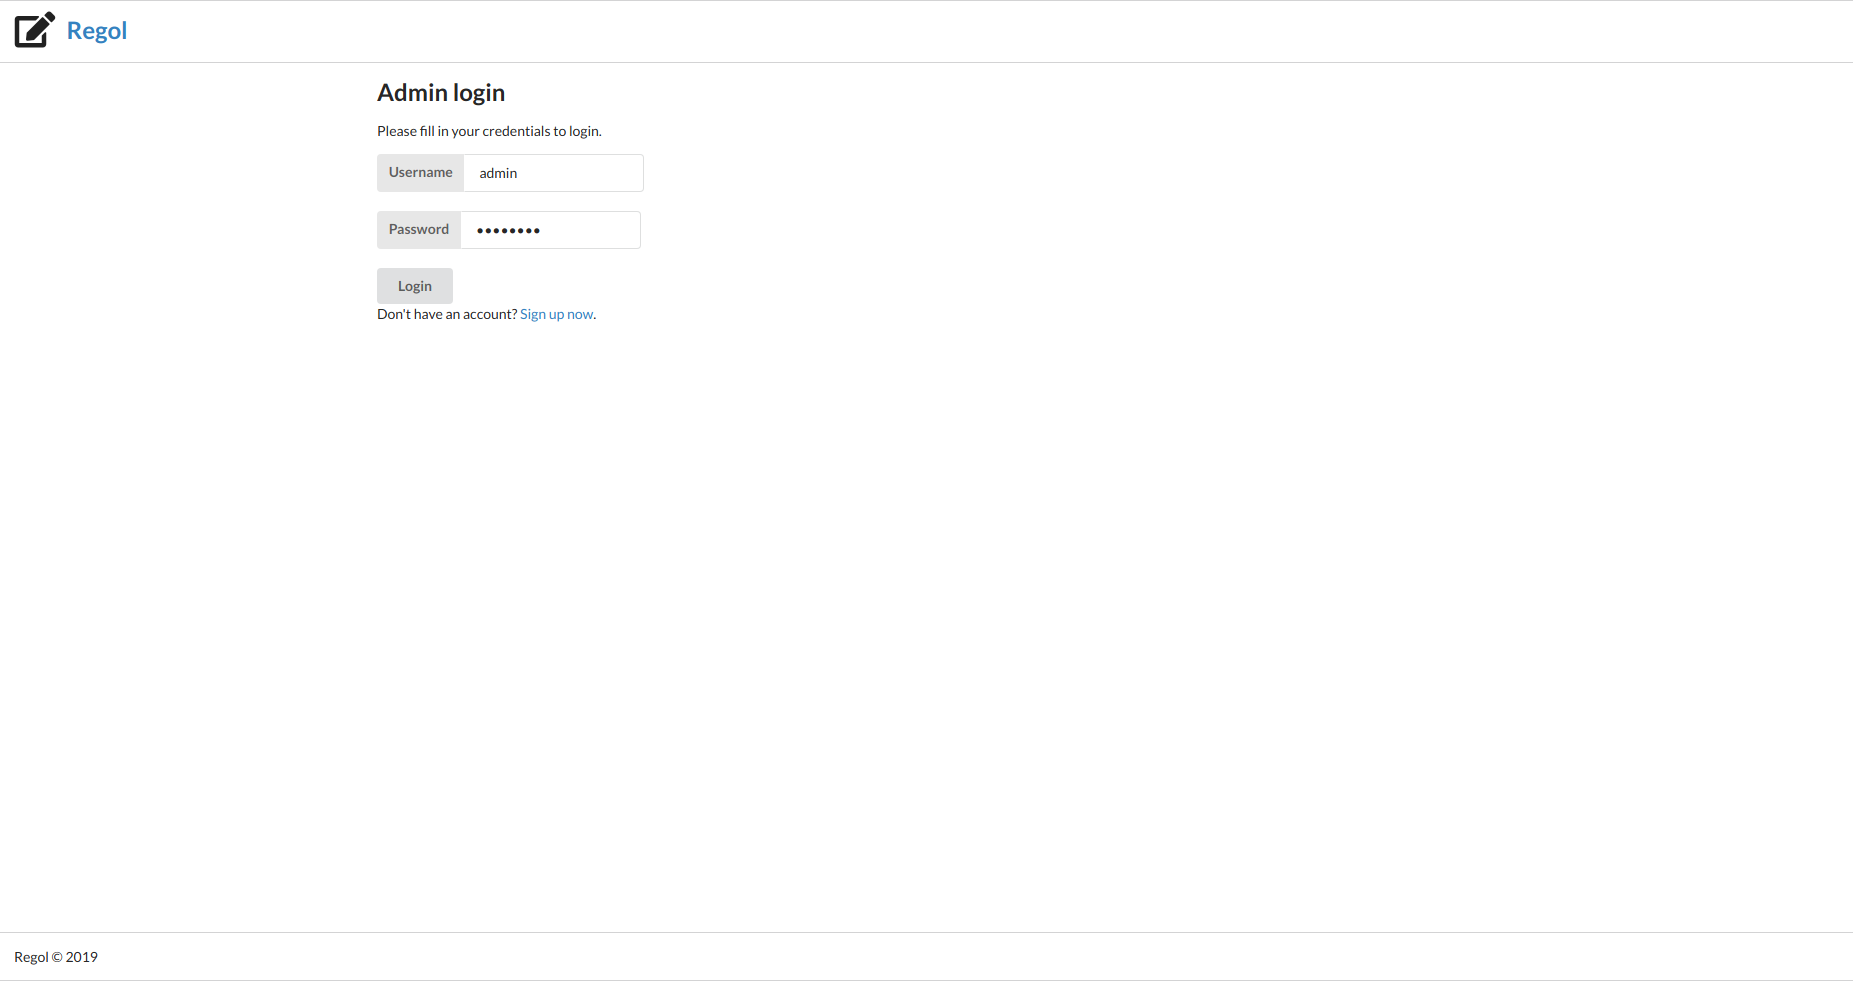 Regol
Admin login
Please fill in your credentials to login.
Username admin
Password ••••••••
Login
Don't have an account? Sign up now.
Regol © 2019